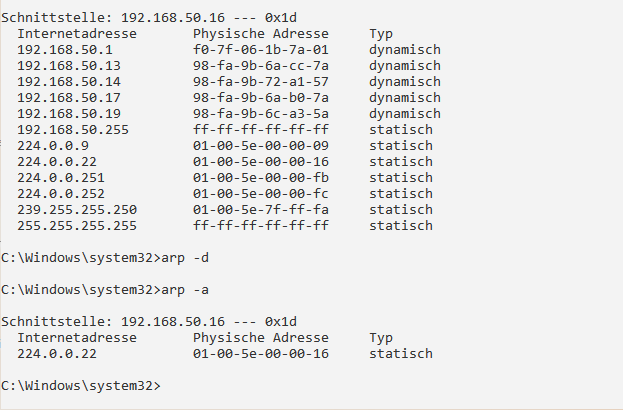 Schnittstelle: 192.168.50.16 --- 0x1d
  Internetadresse       Physische Adresse     Typ
  192.168.50.1          f0-7f-06-1b-7a-01     dynamisch
  192.168.50.13         98-fa-9b-6a-cc-7a     dynamisch
  192.168.50.14         98-fa-9b-72-a1-57     dynamisch
  192.168.50.17         98-fa-9b-6a-b0-7a     dynamisch
  192.168.50.19         98-fa-9b-6c-a3-5a     dynamisch
  192.168.50.255        ff-ff-ff-ff-ff-ff     statisch
  224.0.0.9             01-00-5e-00-00-09     statisch
  224.0.0.22            01-00-5e-00-00-16     statisch
  224.0.0.251           01-00-5e-00-00-fb     statisch
  224.0.0.252           01-00-5e-00-00-fc     statisch
  239.255.255.250       01-00-5e-7f-ff-fa     statisch
  255.255.255.255       ff-ff-ff-ff-ff-ff     statisch
C:\Windows\system32>arp -d
C:\Windows\system32>arp -a
Schnittstelle: 192.168.50.16 --- 0x1d
  Internetadresse       Physische Adresse     Typ
  224.0.0.22            01-00-5e-00-00-16     statisch
C:\Windows\system32>